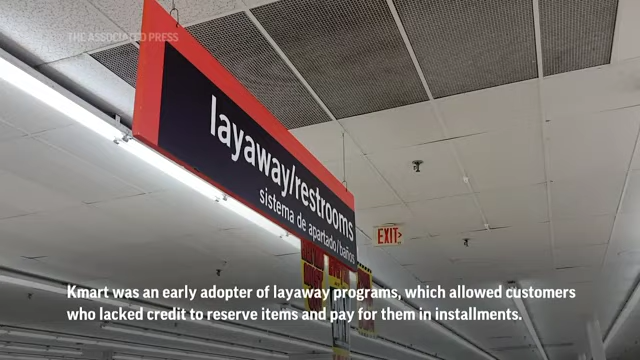 THE ASSOCIATED PRESS
layaway/restrooms
sistema de apartado/baños
EXIT
Kmart was an early adopter of layaway programs, which allowed customers
who lacked credit to reserve items and pay for them in installments.